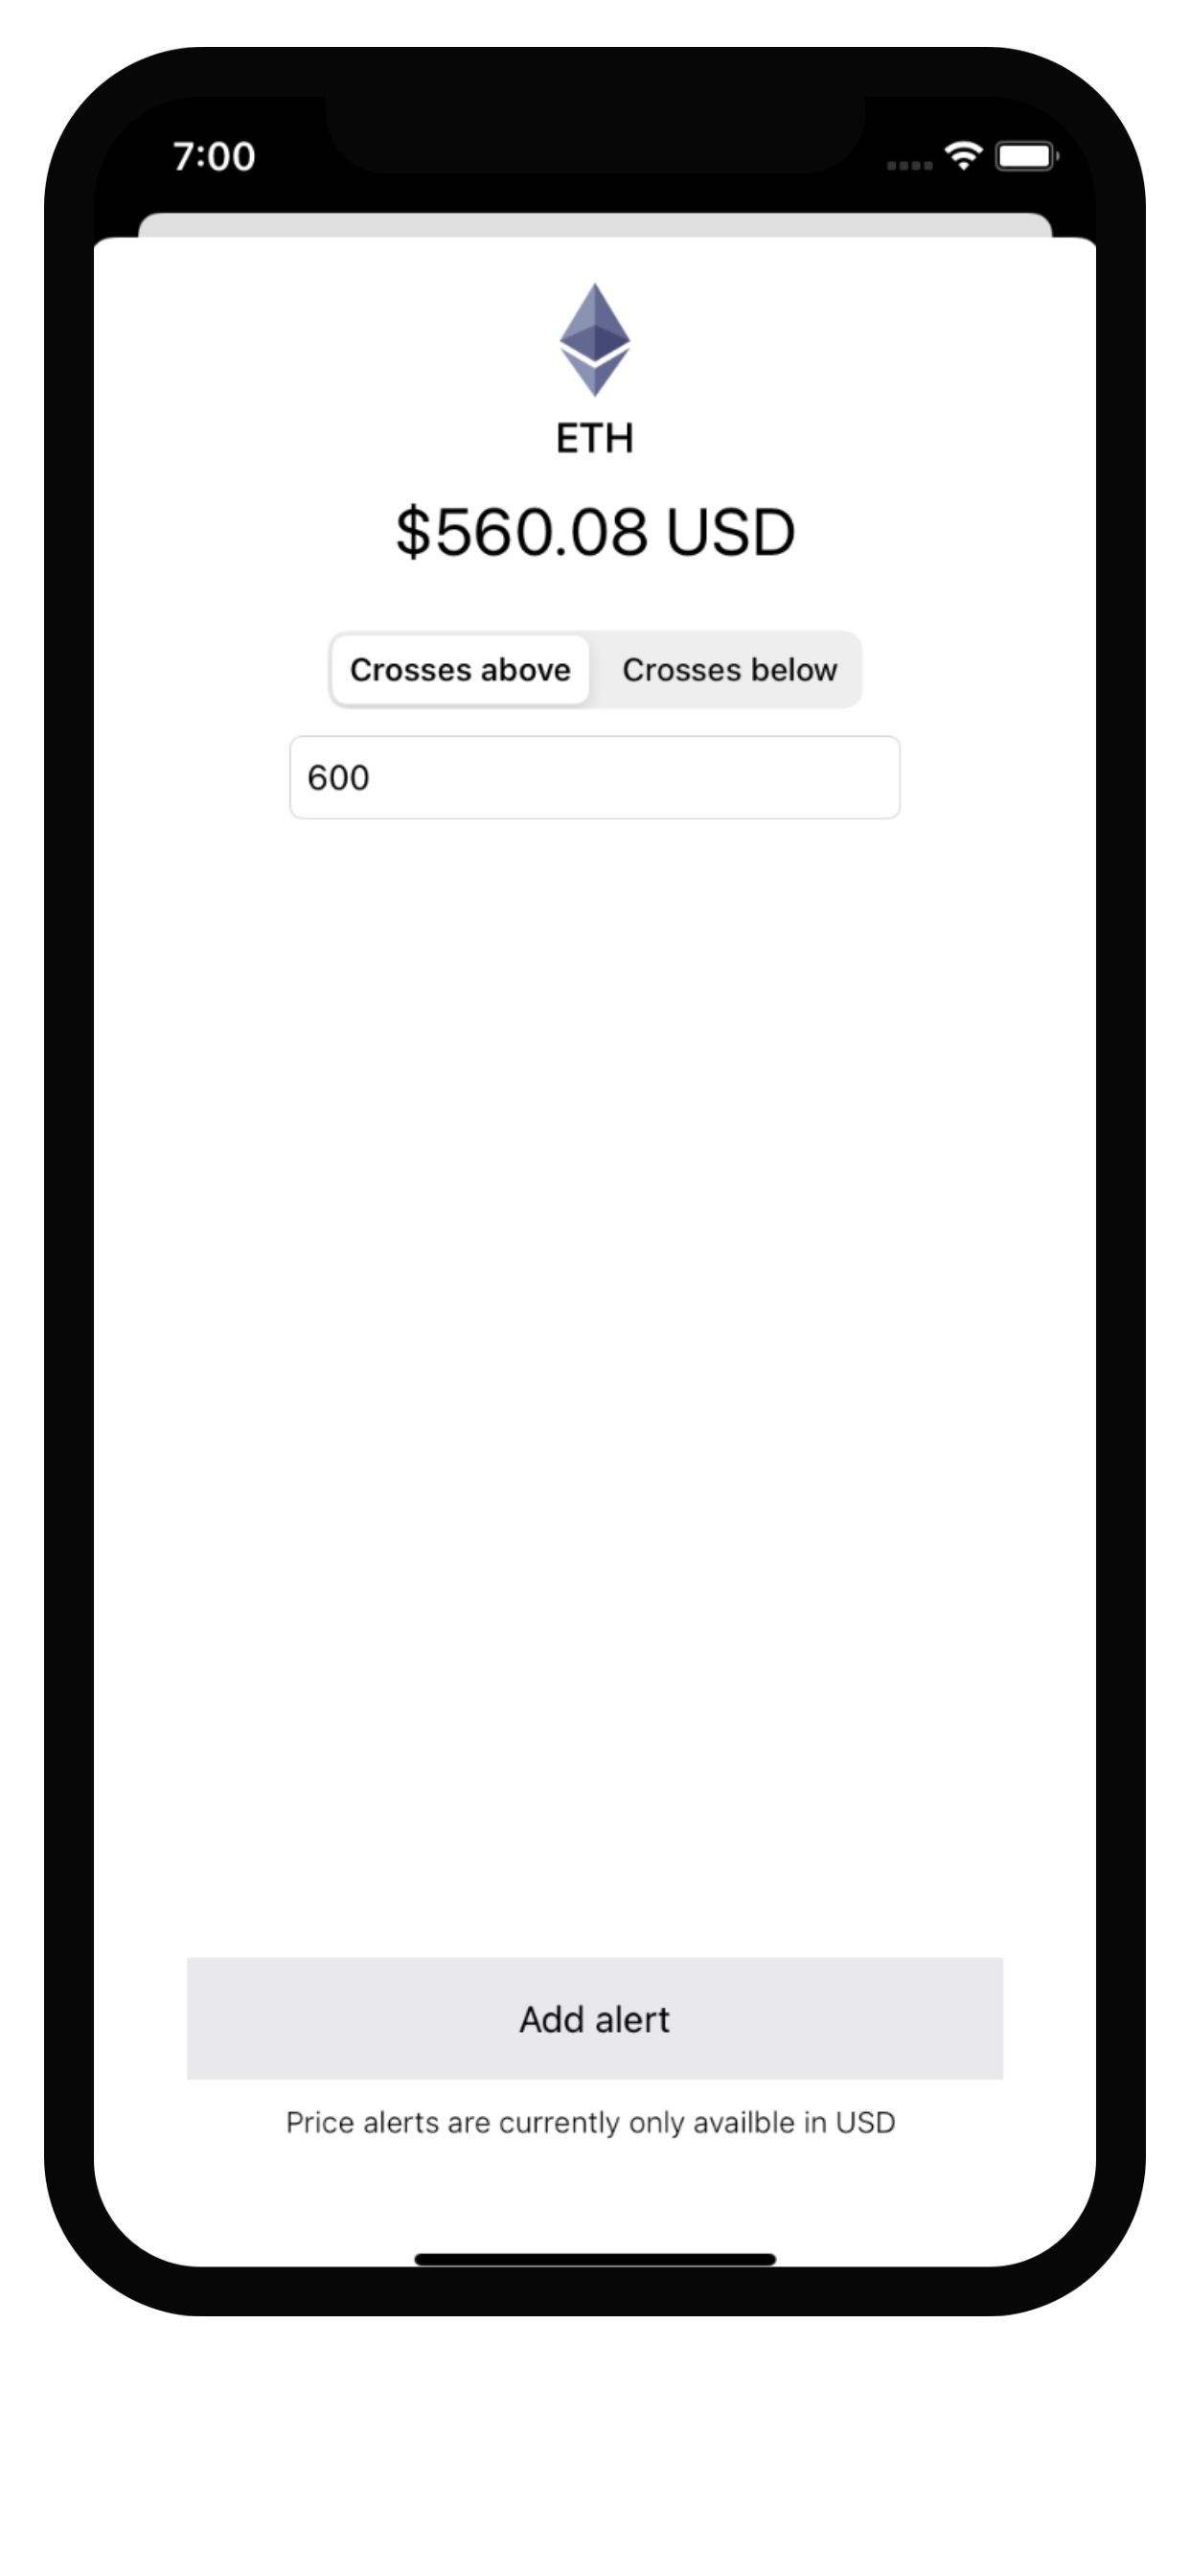 7:00
ETH
$560.08 USD
Crosses above Crosses below
600
Add alert
Price alerts are currently only availble in USD